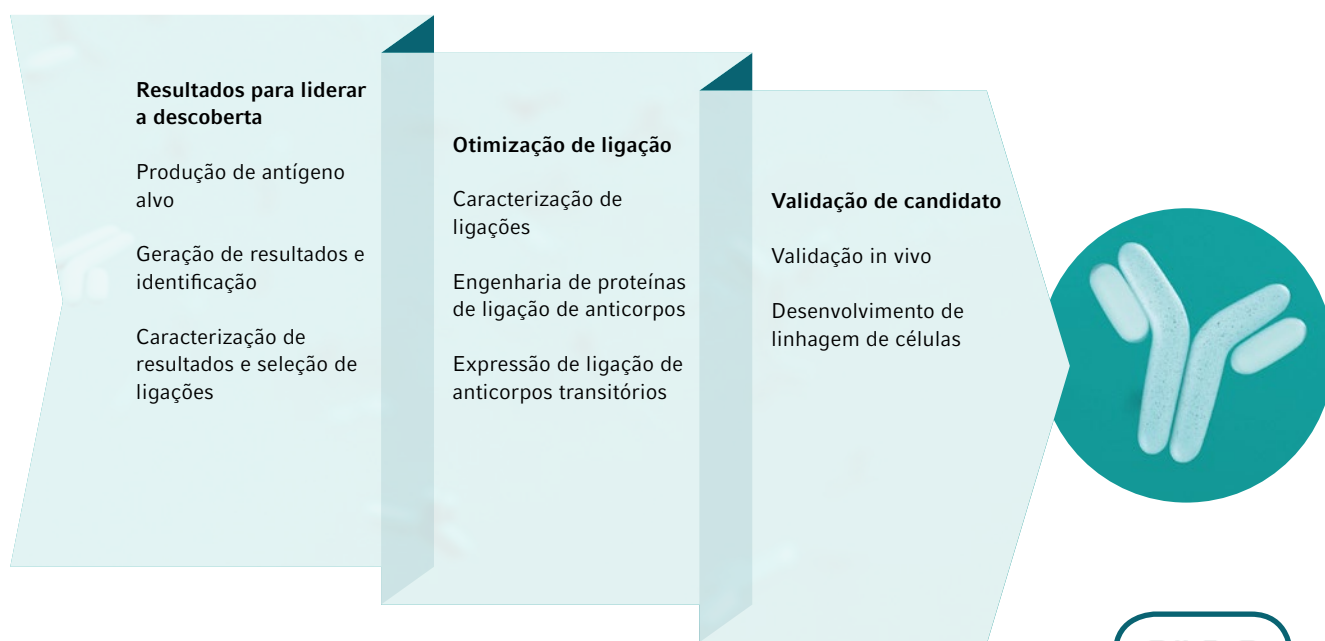 Resultados para liderar
a descoberta
Produção de antígeno
alvo
Geração de resultados e
identificação
Caracterização de
resultados e seleção de
ligações
Otimização de ligação
Caracterização de
ligações
Engenharia de proteínas
de ligação de anticorpos
Expressão de ligação de
anticorpos transitórios
Validação de candidato
Validação in vivo
Desenvolvimento de
linhagem de células